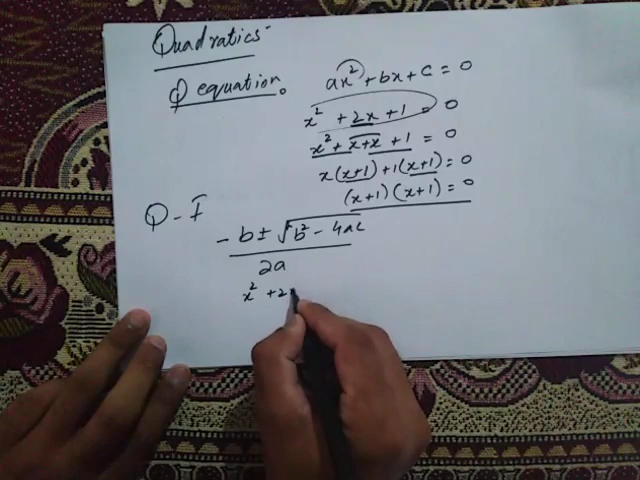 Quadratics
Q equation.
ax² + bx + c = 0
x² + 2x + 1 = 0
x² + x + x + 1 = 0
x(x+1) + 1(x+1) = 0
(x+1) (x+1) = 0
Q - F
- b ± √b² - 4ac
2a
x² + 2x